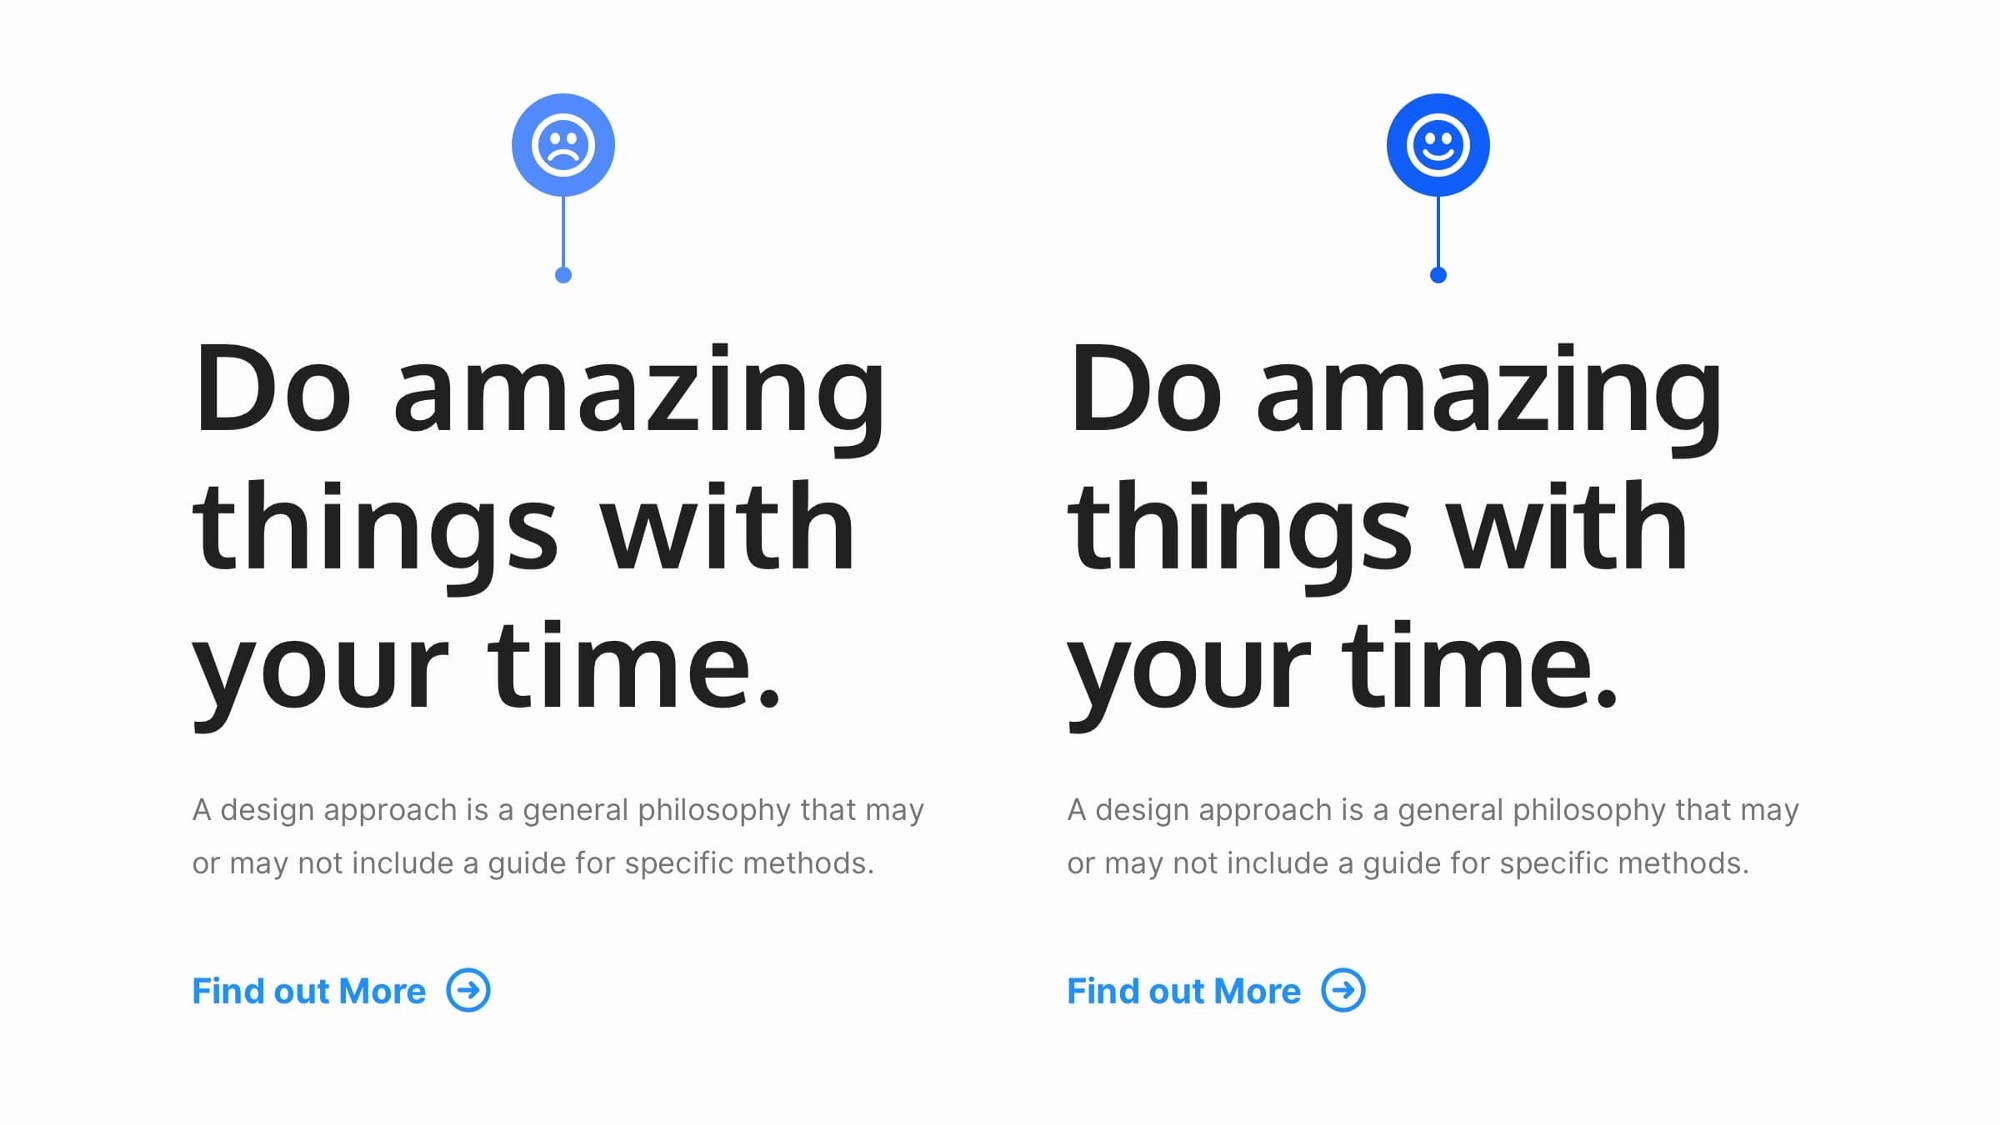 Do amazing
things with
your time.
A design approach is a general philosophy that may
or may not include a guide for specific methods.
Find out More
Do amazing
things with
your time.
A design approach is a general philosophy that may
or may not include a guide for specific methods.
Find out More